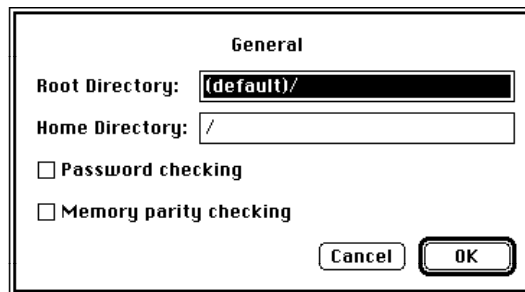 General
Root Directory: (default)/
Home Directory: /
Password checking
Memory parity checking
Cancel OK